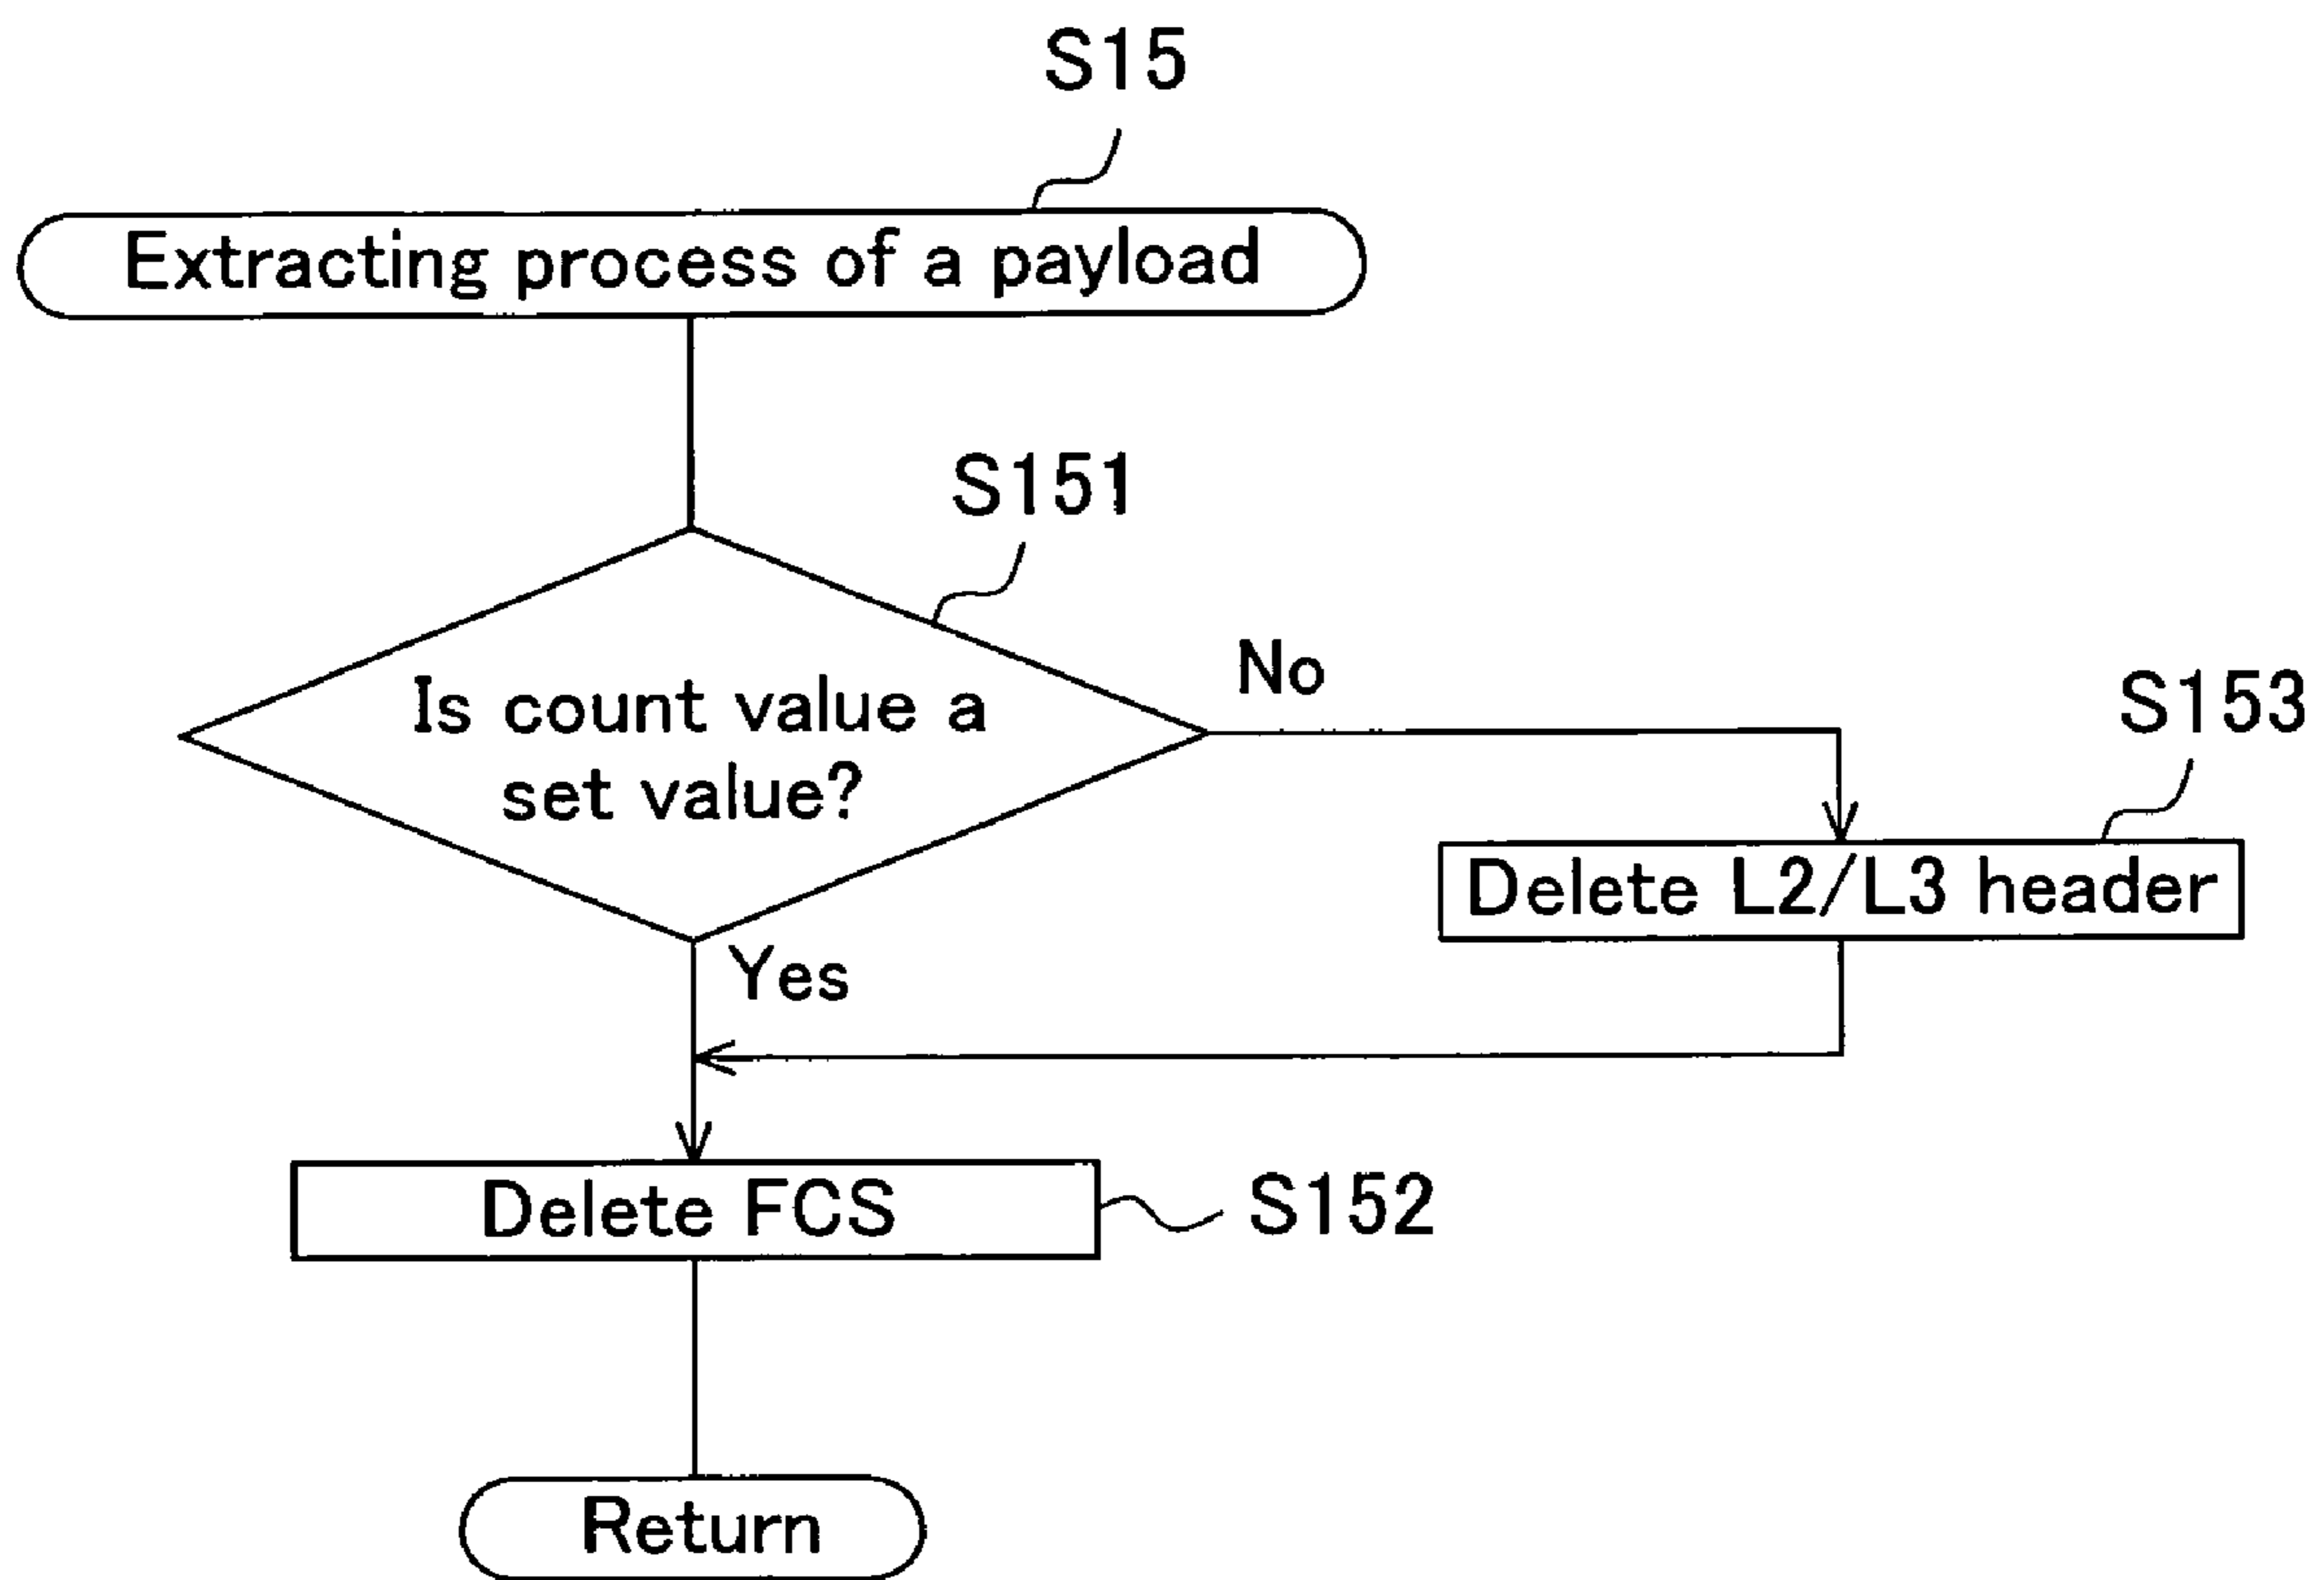 S15
Extracting process of a payload
S151
Is count value a
set value?
No
S153
Delete L2/L3 header
Yes
Delete FCS
S152
Return